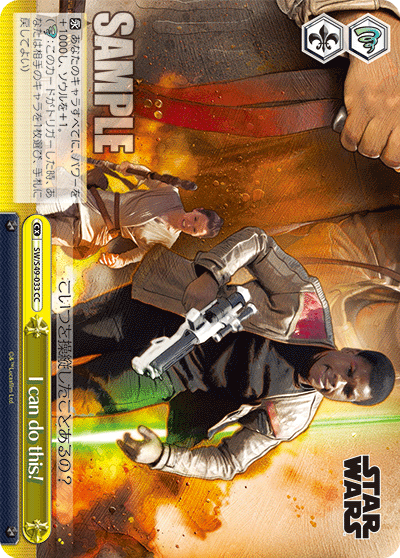 SAMPLE
【永】 あなたのキャラすべてに、パワーを
+1000し、ソウルを+1。
(：このカードがトリガーした時、あ
なたは相手のキャラを1枚選び、手札に
戻してよい)
CX
SW/S49-033 CC
こいつを操縦したことあるの？
I can do this!
©&™Lucasfilm Ltd.
STAR
WARS